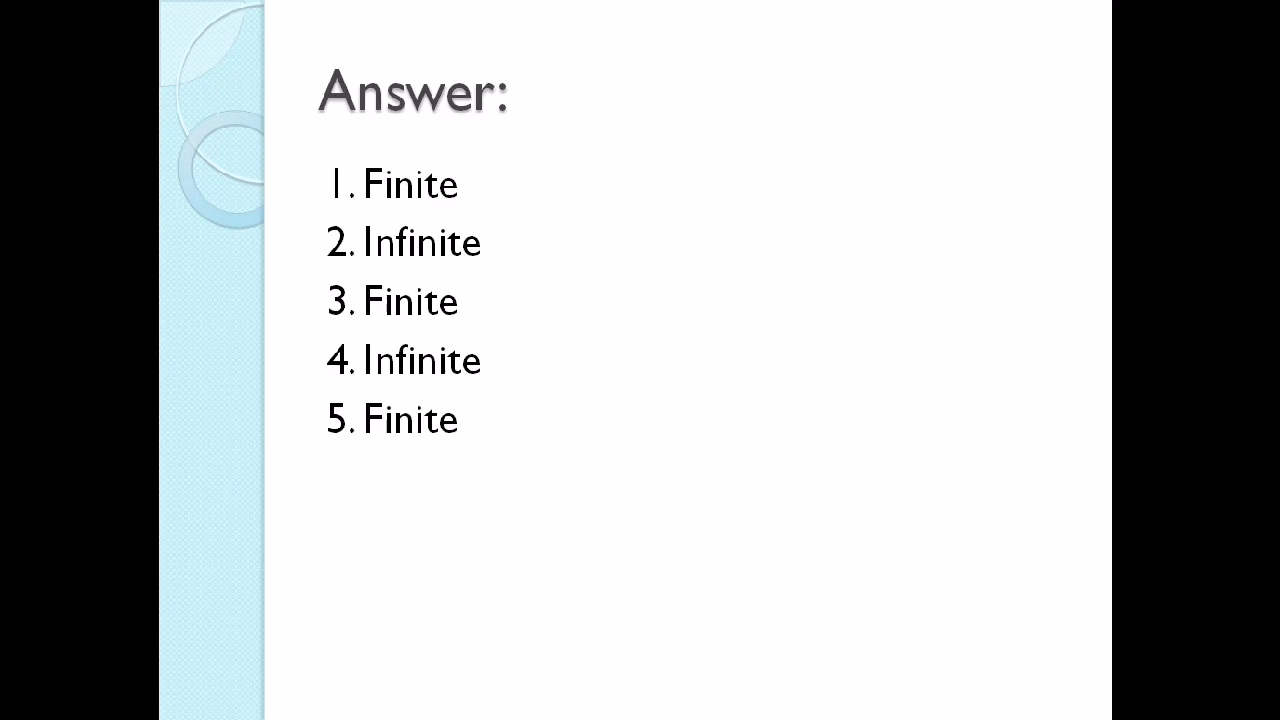 Answer:
1. Finite
2. Infinite
3. Finite
4. Infinite
5. Finite